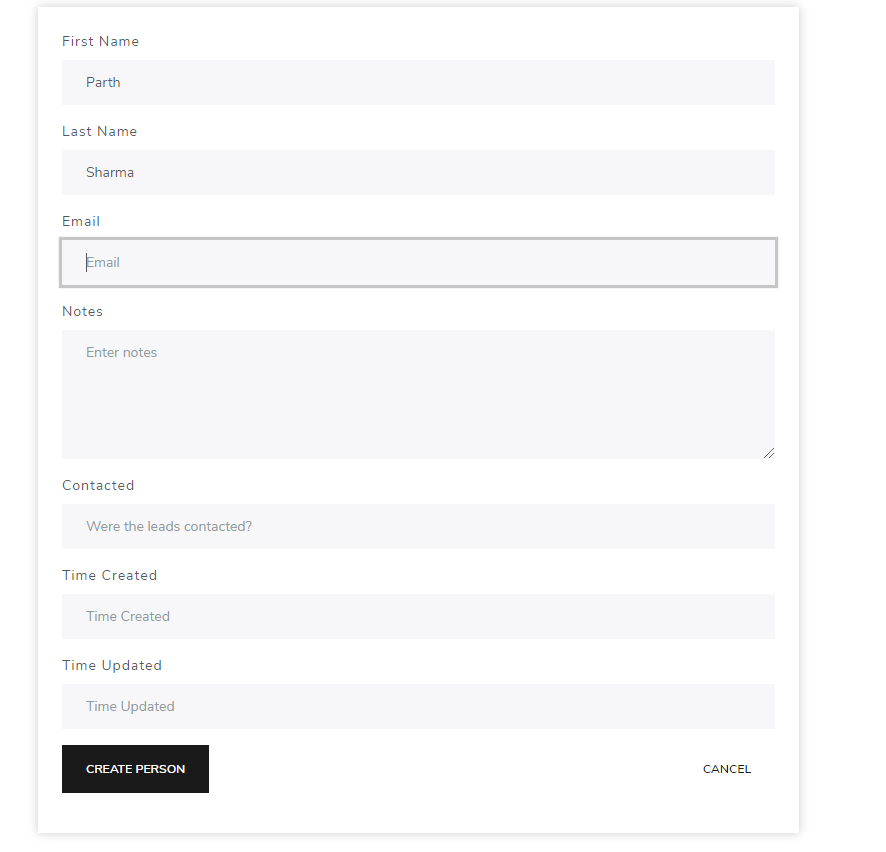 First Name
Parth
Last Name
Sharma
Email
Email
Notes
Enter notes
Contacted
Were the leads contacted?
Time Created
Time Created
Time Updated
Time Updated
CREATE PERSON
CANCEL